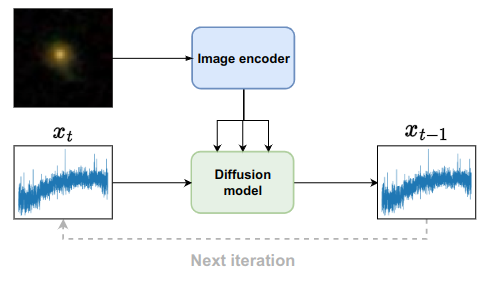 Image encoder
x_t
x_{t-1}
Diffusion
model
Next iteration